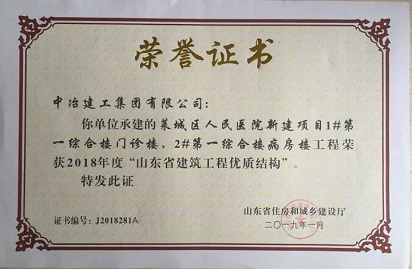 荣誉证书
中冶建工集团有限公司：
你单位承建的莱城区人民医院新建项目1#第
一综合楼门诊楼、2#第一综合楼病房楼工程荣
获2018年度“山东省建筑工程优质结构”。
特发此证
山东省住房和城乡建设厅
证书编号：J2018281A
二〇一九年一月